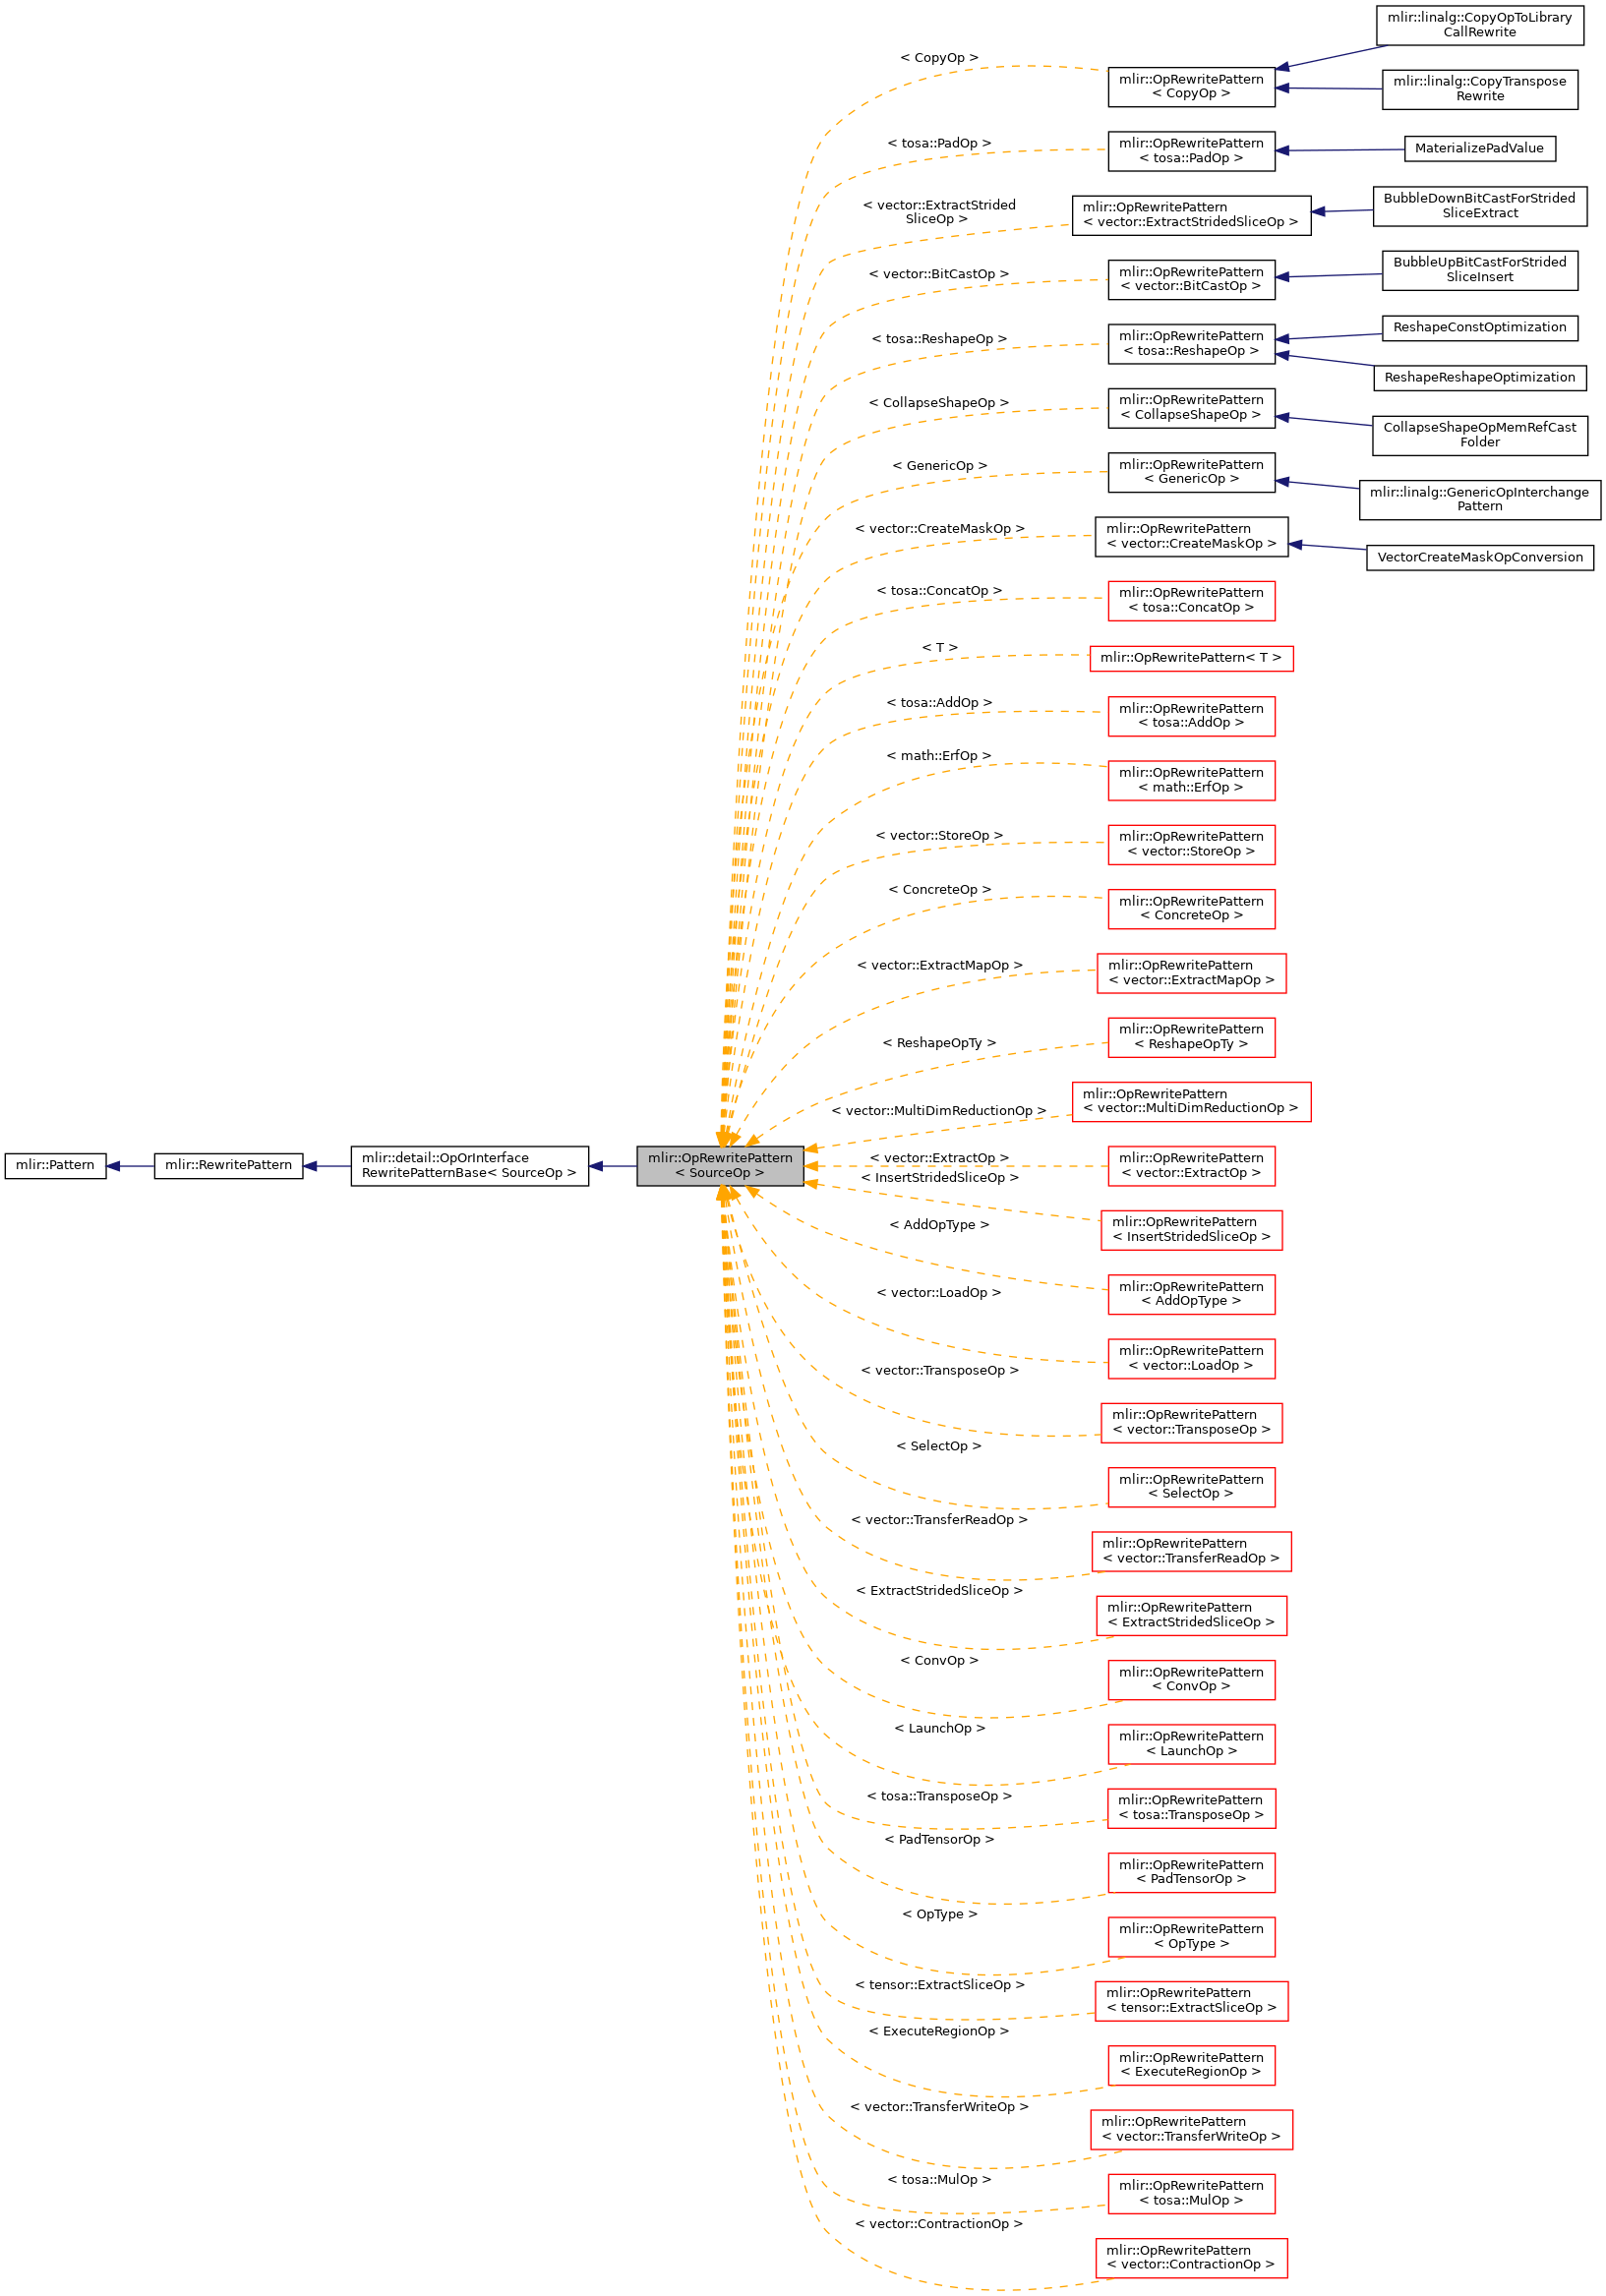 mlir::Pattern
mlir::RewritePattern
mlir::detail::OpOrInterface
RewritePatternBase< SourceOp >
mlir::OpRewritePattern
< SourceOp >
< CopyOp >
mlir::OpRewritePattern
< CopyOp >
mlir::linalg::CopyOpToLibrary
CallRewrite
mlir::linalg::CopyTranspose
Rewrite
< tosa::PadOp >
mlir::OpRewritePattern
< tosa::PadOp >
MaterializePadValue
< vector::ExtractStrided
SliceOp >
mlir::OpRewritePattern
< vector::ExtractStridedSliceOp >
BubbleDownBitCastForStrided
SliceExtract
< vector::BitCastOp >
mlir::OpRewritePattern
< vector::BitCastOp >
BubbleUpBitCastForStrided
SliceInsert
< tosa::ReshapeOp >
mlir::OpRewritePattern
< tosa::ReshapeOp >
ReshapeConstOptimization
ReshapeReshapeOptimization
< CollapseShapeOp >
mlir::OpRewritePattern
< CollapseShapeOp >
CollapseShapeOpMemRefCast
Folder
< GenericOp >
mlir::OpRewritePattern
< GenericOp >
mlir::linalg::GenericOpInterchange
Pattern
< vector::CreateMaskOp >
mlir::OpRewritePattern
< vector::CreateMaskOp >
VectorCreateMaskOpConversion
< tosa::ConcatOp >
mlir::OpRewritePattern
< tosa::ConcatOp >
< T >
mlir::OpRewritePattern< T >
< tosa::AddOp >
mlir::OpRewritePattern
< tosa::AddOp >
< math::ErfOp >
mlir::OpRewritePattern
< math::ErfOp >
< vector::StoreOp >
mlir::OpRewritePattern
< vector::StoreOp >
< ConcreteOp >
mlir::OpRewritePattern
< ConcreteOp >
< vector::ExtractMapOp >
mlir::OpRewritePattern
< vector::ExtractMapOp >
< ReshapeOpTy >
mlir::OpRewritePattern
< ReshapeOpTy >
< vector::MultiDimReductionOp >
mlir::OpRewritePattern
< vector::MultiDimReductionOp >
< vector::ExtractOp >
mlir::OpRewritePattern
< vector::ExtractOp >
< InsertStridedSliceOp >
mlir::OpRewritePattern
< InsertStridedSliceOp >
< AddOpType >
mlir::OpRewritePattern
< AddOpType >
< vector::LoadOp >
mlir::OpRewritePattern
< vector::LoadOp >
< vector::TransposeOp >
mlir::OpRewritePattern
< vector::TransposeOp >
< SelectOp >
mlir::OpRewritePattern
< SelectOp >
< vector::TransferReadOp >
mlir::OpRewritePattern
< vector::TransferReadOp >
< ExtractStridedSliceOp >
mlir::OpRewritePattern
< ExtractStridedSliceOp >
< ConvOp >
mlir::OpRewritePattern
< ConvOp >
< LaunchOp >
mlir::OpRewritePattern
< LaunchOp >
< tosa::TransposeOp >
mlir::OpRewritePattern
< tosa::TransposeOp >
< PadTensorOp >
mlir::OpRewritePattern
< PadTensorOp >
< OpType >
mlir::OpRewritePattern
< OpType >
< tensor::ExtractSliceOp >
mlir::OpRewritePattern
< tensor::ExtractSliceOp >
< ExecuteRegionOp >
mlir::OpRewritePattern
< ExecuteRegionOp >
< vector::TransferWriteOp >
mlir::OpRewritePattern
< vector::TransferWriteOp >
< tosa::MulOp >
mlir::OpRewritePattern
< tosa::MulOp >
< vector::ContractionOp >
mlir::OpRewritePattern
< vector::ContractionOp >